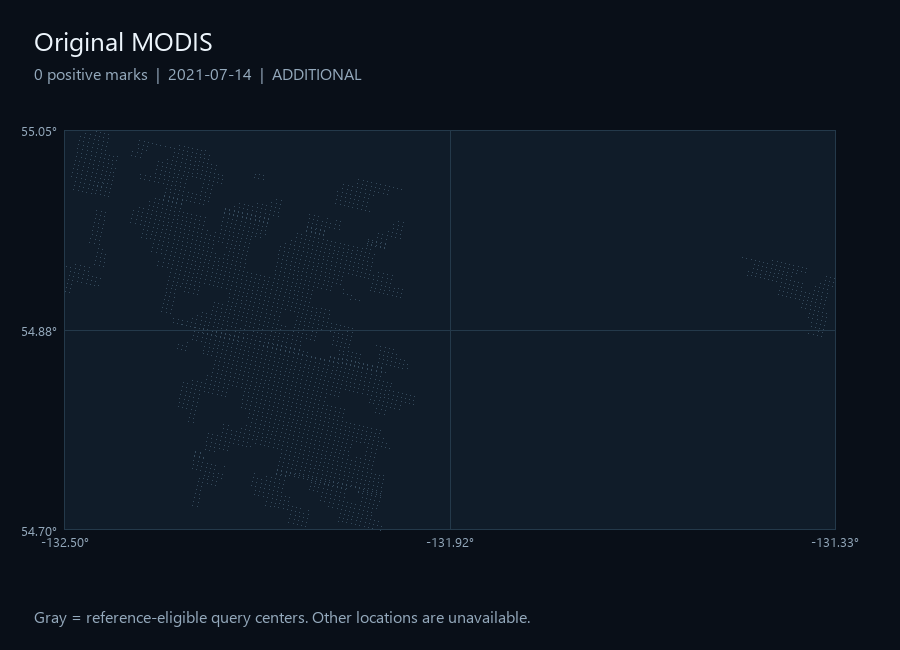 Original MODIS
0 positive marks | 2021-07-14 | ADDITIONAL
55.05°
54.88°
54.70°
-132.50° -131.92° -131.33°
Gray = reference-eligible query centers. Other locations are unavailable.